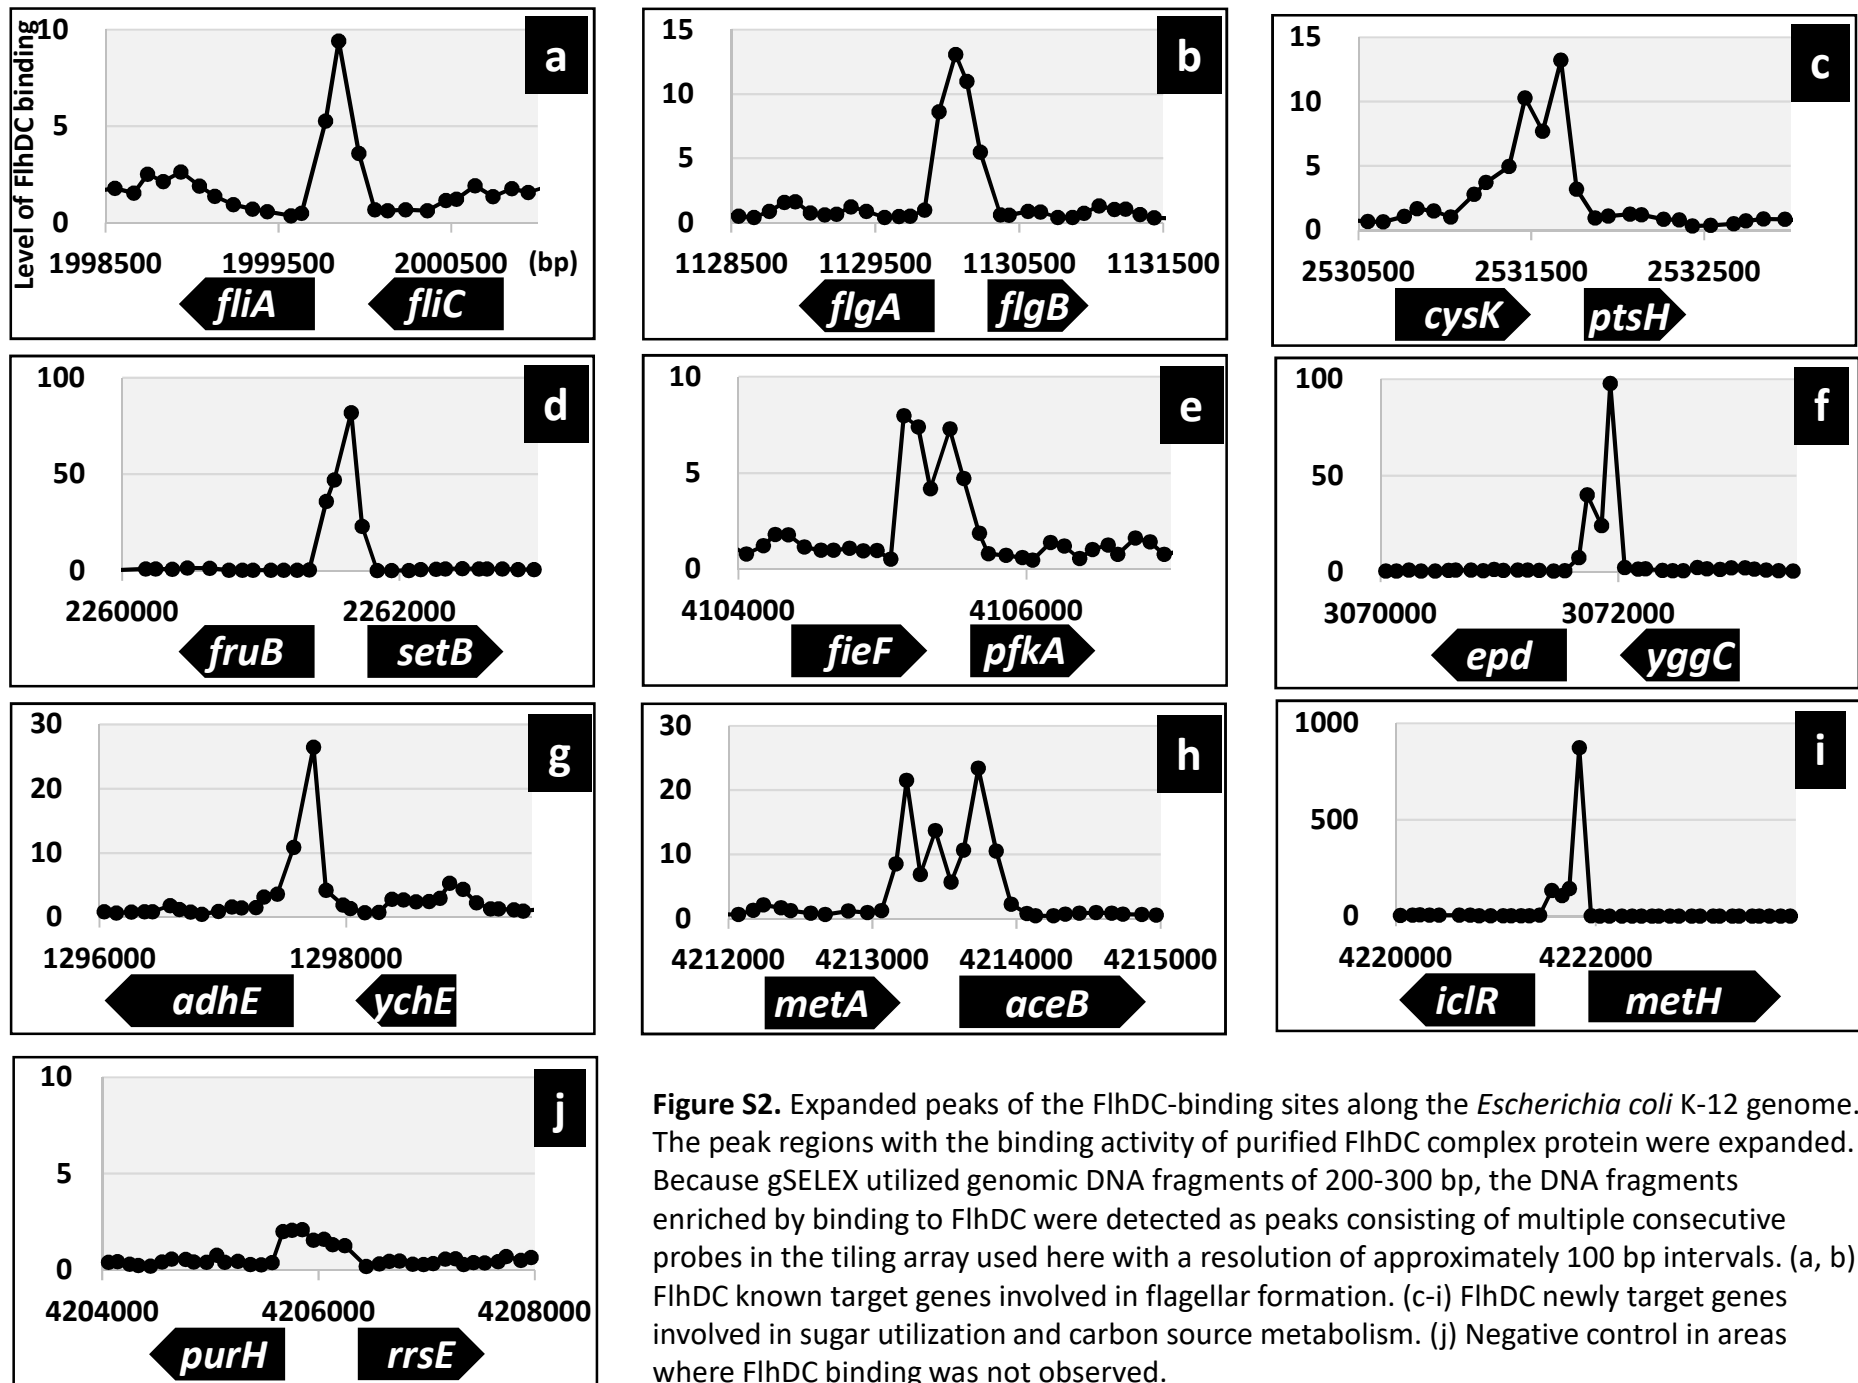 Level of FlhDC binding
10
5
0
1998500 1999500 2000500 (bp)
a
fliA fliC
15
10
5
0
1128500 1129500 1130500 1131500
b
flgA flgB
15
10
5
0
2530500 2531500 2532500
c
cysK ptsH
100
50
0
2260000 2262000
d
fruB setB
10
5
0
4104000 4106000
e
fieF pfkA
100
50
0
3070000 3072000
f
epd yggC
30
20
10
0
1296000 1298000
g
adhE ychE
30
20
10
0
4212000 4213000 4214000 4215000
h
metA aceB
1000
500
0
4220000 4222000
i
iclR metH
10
5
0
4204000 4206000 4208000
j
purH rrsE
Figure S2. Expanded peaks of the FlhDC-binding sites along the Escherichia coli K-12 genome.
The peak regions with the binding activity of purified FlhDC complex protein were expanded.
Because gSELEX utilized genomic DNA fragments of 200-300 bp, the DNA fragments
enriched by binding to FlhDC were detected as peaks consisting of multiple consecutive
probes in the tiling array used here with a resolution of approximately 100 bp intervals. (a, b)
FlhDC known target genes involved in flagellar formation. (c-i) FlhDC newly target genes
involved in sugar utilization and carbon source metabolism. (j) Negative control in areas
where FlhDC binding was not observed.